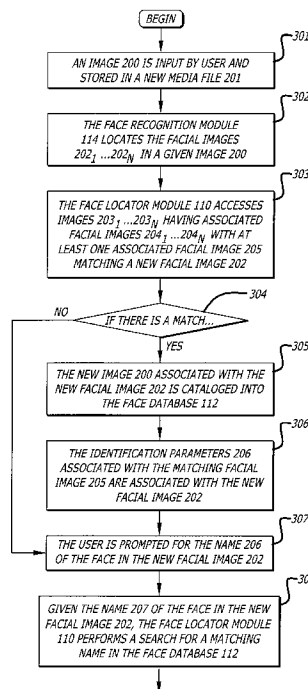 BEGIN
301
AN IMAGE 200 IS INPUT BY USER AND
STORED IN A NEW MEDIA FILE 201
302
THE FACE RECOGNITION MODULE
114 LOCATES THE FACIAL IMAGES
202₁ ...202ₙ IN A GIVEN IMAGE 200
303
THE FACE LOCATOR MODULE 110 ACCESSES
IMAGES 203₁ ...203ₙ HAVING ASSOCIATED
FACIAL IMAGES 204₁ ...204ₙ WITH AT
LEAST ONE ASSOCIATED FACIAL IMAGE 205
MATCHING A NEW FACIAL IMAGE 202
304
NO
IF THERE IS A MATCH...
YES
305
THE NEW IMAGE 200 ASSOCIATED WITH THE
NEW FACIAL IMAGE 202 IS CATALOGED INTO
THE FACE DATABASE 112
306
THE IDENTIFICATION PARAMETERS 206
ASSOCIATED WITH THE MATCHING FACIAL
IMAGE 205 ARE ASSOCIATED WITH THE NEW
FACIAL IMAGE 202
307
THE USER IS PROMPTED FOR THE NAME 206
OF THE FACE IN THE NEW FACIAL IMAGE 202
GIVEN THE NAME 207 OF THE FACE IN THE NEW
FACIAL IMAGE 202, THE FACE LOCATOR MODULE
110 PERFORMS A SEARCH FOR A MATCHING
NAME IN THE FACE DATABASE 112